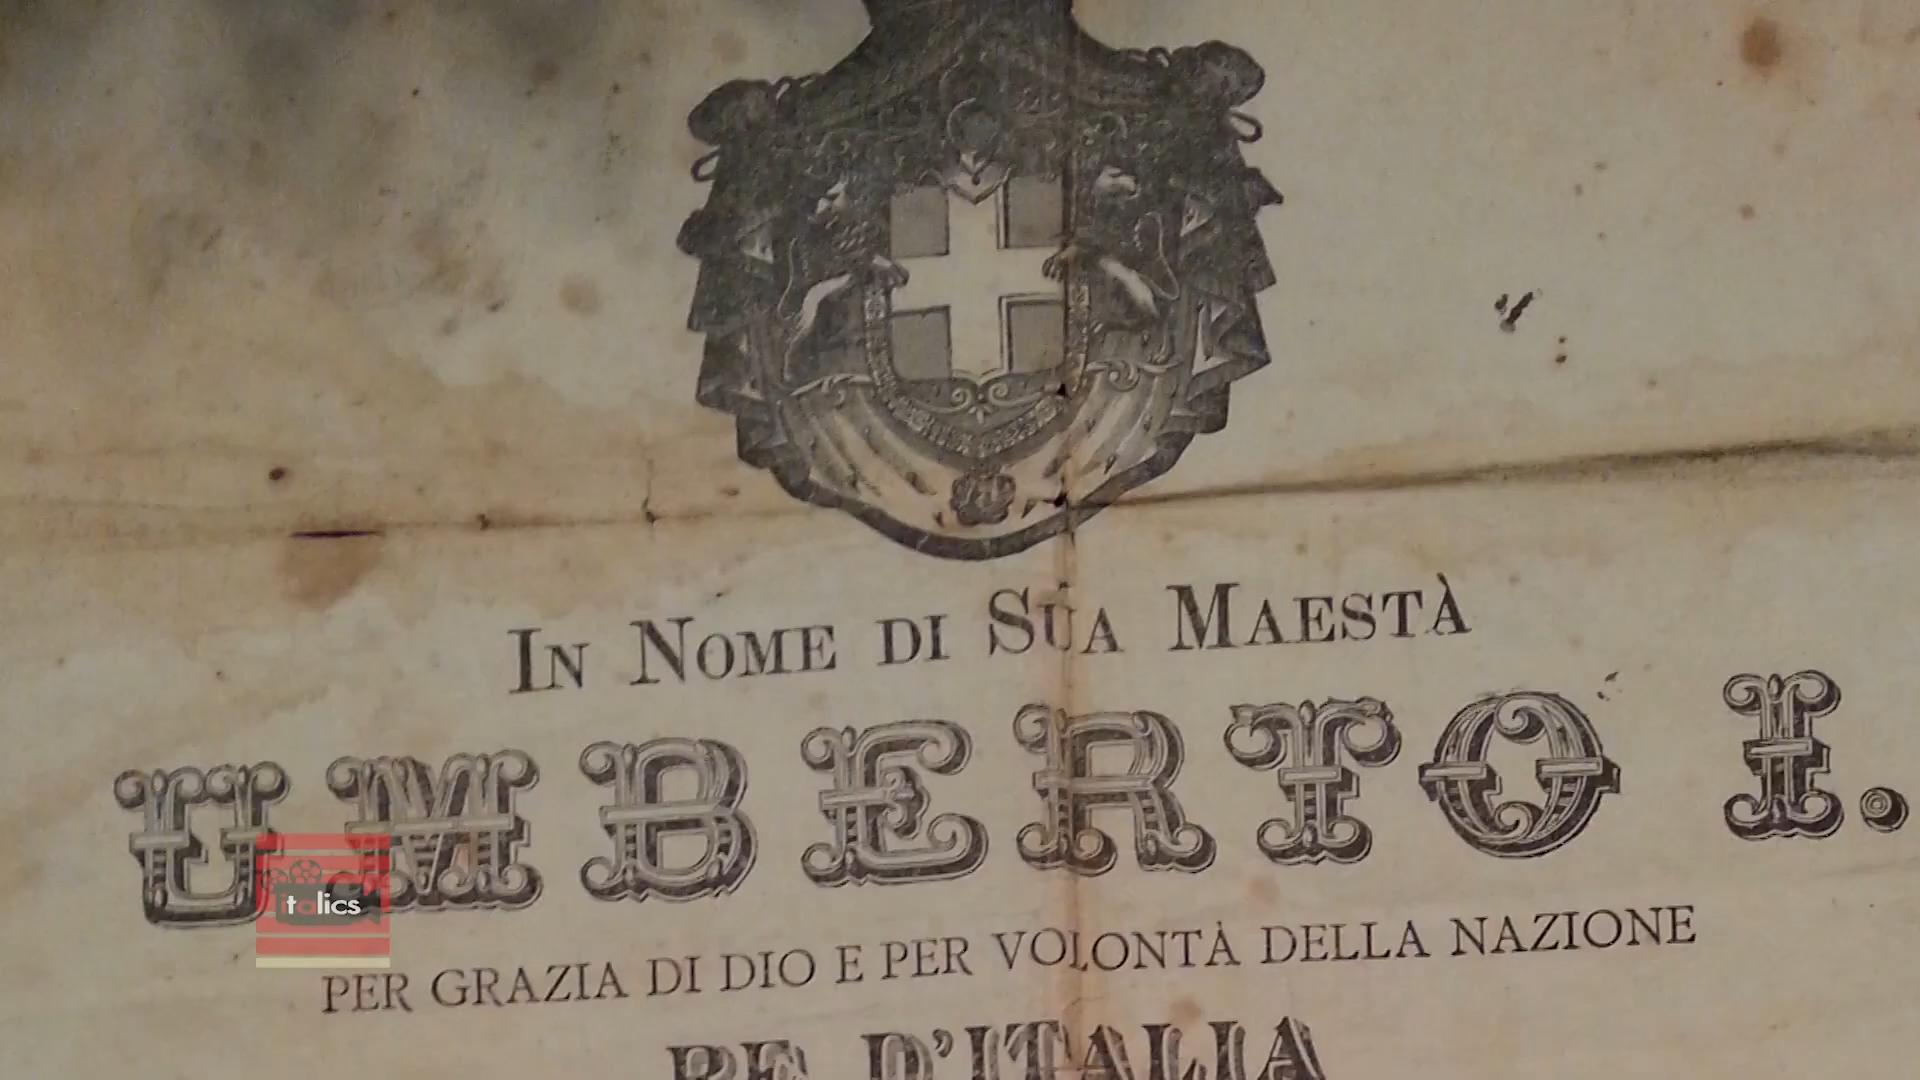 IN NOME DI SUA MAESTÀ
UMBERTO I.
PER GRAZIA DI DIO E PER VOLONTÀ DELLA NAZIONE
RE D'ITALIA
italics